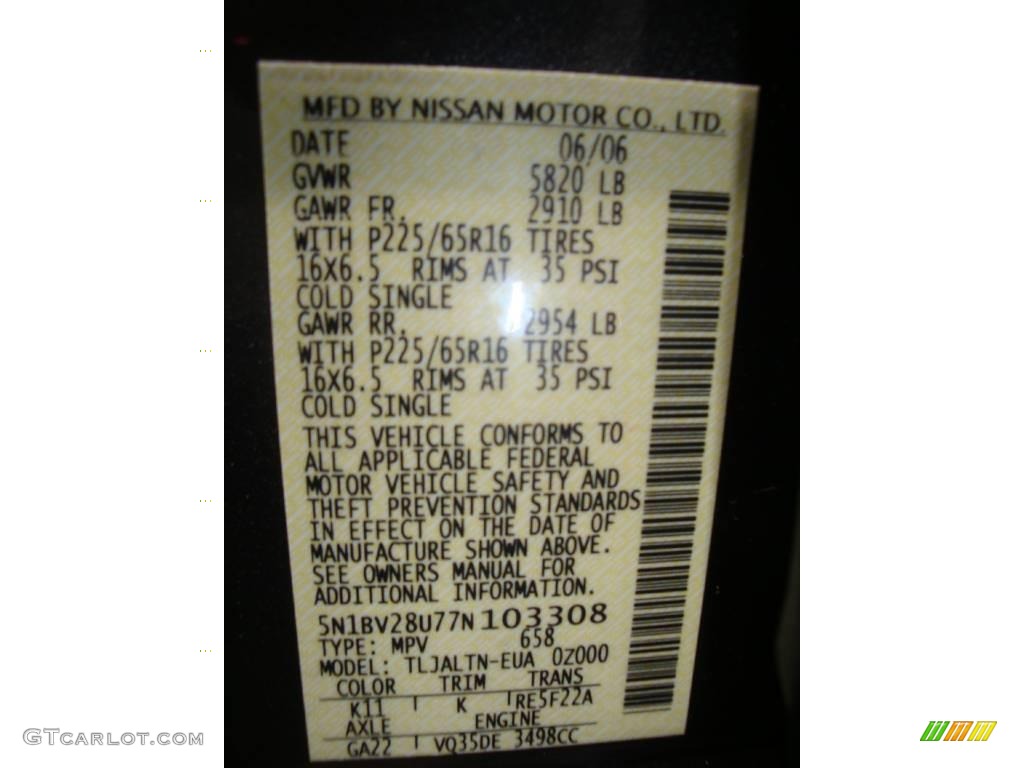 MFD BY NISSAN MOTOR CO., LTD.
DATE 06/06
GVWR 5820 LB
GAWR FR. 2910 LB
WITH P225/65R16 TIRES
16X6.5 RIMS AT 35 PSI
COLD SINGLE
GAWR RR. 2954 LB
WITH P225/65R16 TIRES
16X6.5 RIMS AT 35 PSI
COLD SINGLE
THIS VEHICLE CONFORMS TO
ALL APPLICABLE FEDERAL
MOTOR VEHICLE SAFETY AND
THEFT PREVENTION STANDARDS
IN EFFECT ON THE DATE OF
MANUFACTURE SHOWN ABOVE.
SEE OWNERS MANUAL FOR
ADDITIONAL INFORMATION.
5N1BV28U77N103308
TYPE: MPV 658
MODEL: TLJALTN-EUA 0Z000
COLOR TRIM TRANS
K11 K RE5F22A
AXLE ENGINE
GA22 VQ35DE 3498CC
GTCARLOT.COM